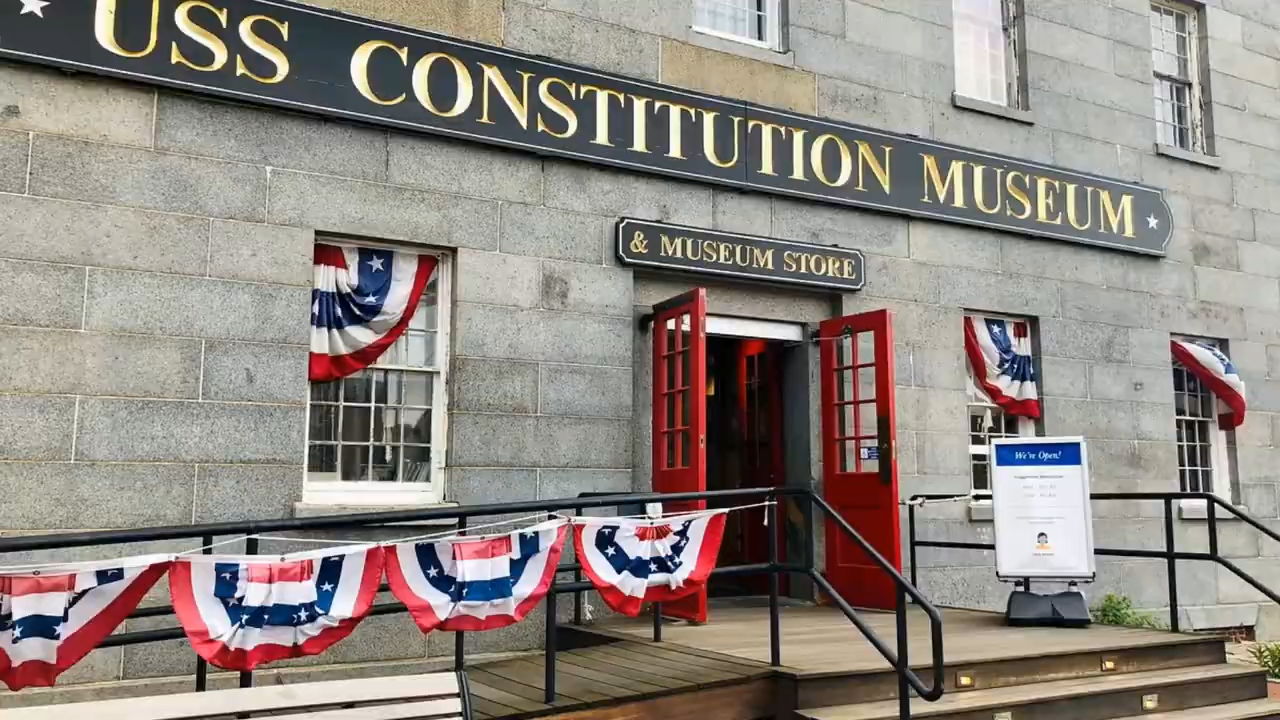 USS CONSTITUTION MUSEUM
& MUSEUM STORE
We're Open!